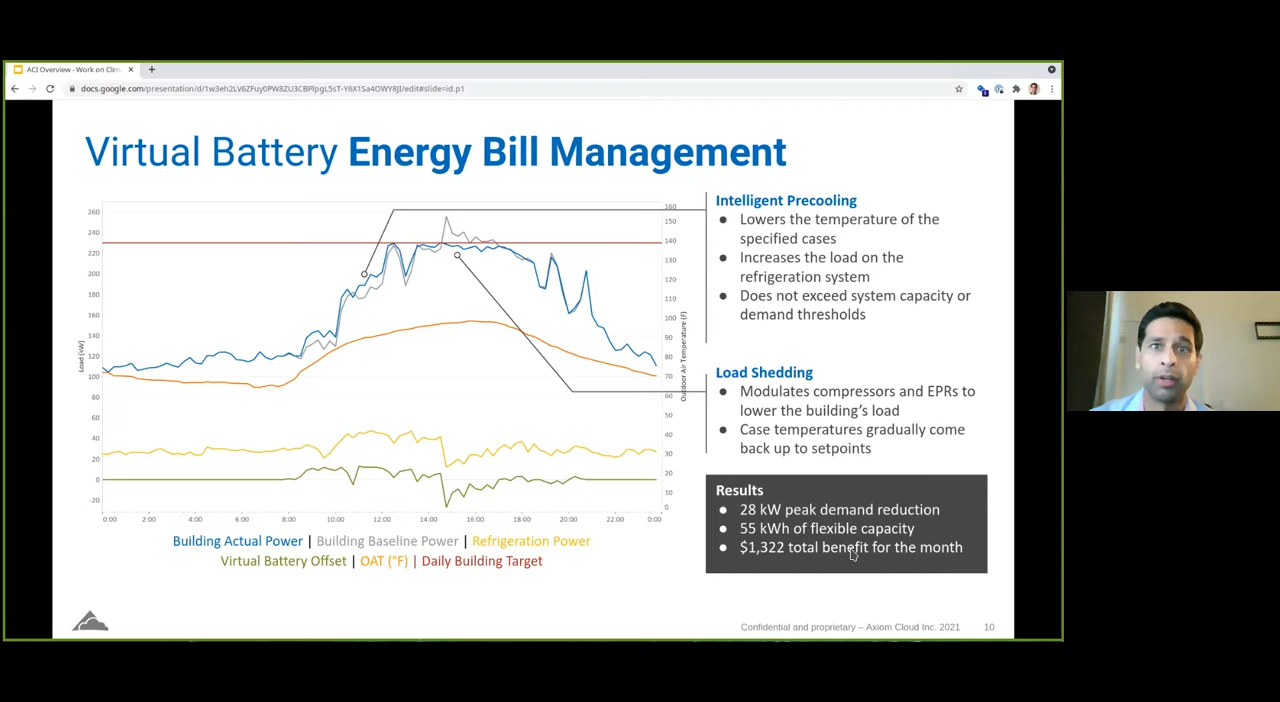 ACI Overview - Work on Clim
docs.google.com/presentation/d/1w3eh2LV6ZFuy0PW8ZU3CBPlpgL5sT-Y6X1Sa4OWY8JI/edit#slide=id.p1
Virtual Battery Energy Bill Management
260
240
220
200
180
160
140
120
100
80
60
40
20
0
-20
Load (kW)
160
150
140
130
120
110
100
90
80
70
60
50
40
30
20
10
0
Outdoor Air Temperature (F)
0:00 2:00 4:00 6:00 8:00 10:00 12:00 14:00 16:00 18:00 20:00 22:00 0:00
Building Actual Power | Building Baseline Power | Refrigeration Power
Virtual Battery Offset | OAT (°F) | Daily Building Target
Intelligent Precooling
● Lowers the temperature of the
specified cases
● Increases the load on the
refrigeration system
● Does not exceed system capacity or
demand thresholds
Load Shedding
● Modulates compressors and EPRs to
lower the building's load
● Case temperatures gradually come
back up to setpoints
Results
● 28 kW peak demand reduction
● 55 kWh of flexible capacity
● $1,322 total benefit for the month
Confidential and proprietary – Axiom Cloud Inc. 2021 10